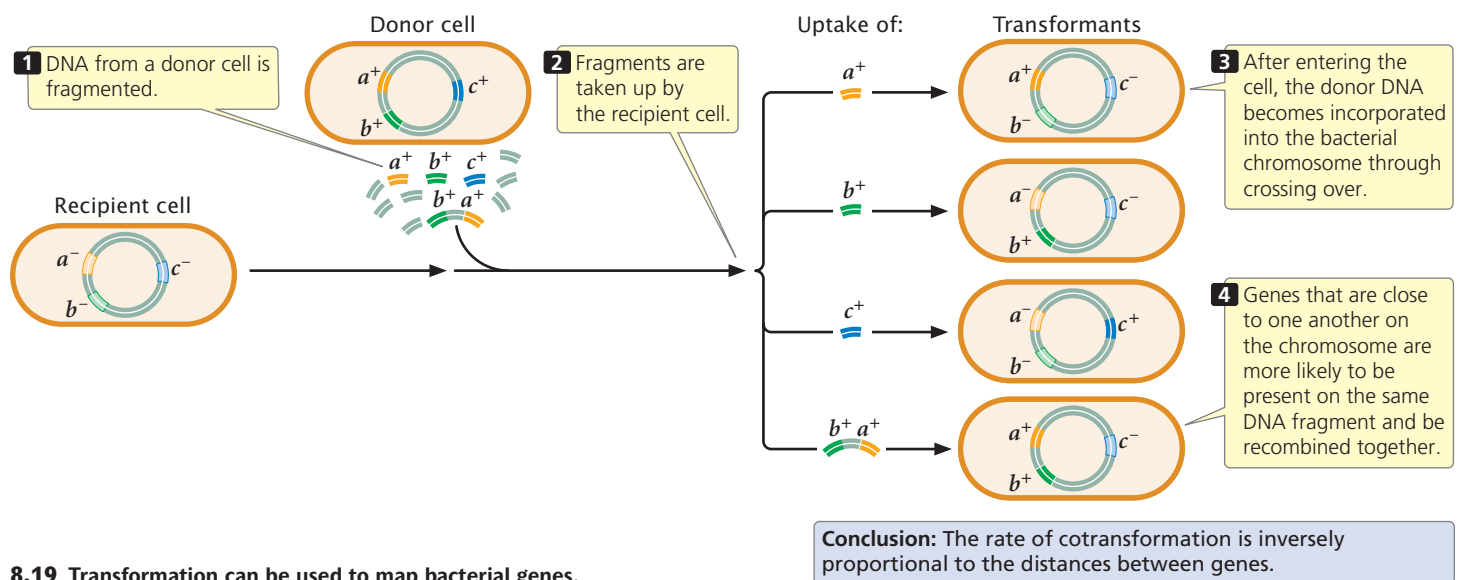 Donor cell
Uptake of:
Transformants
1 DNA from a donor cell is
fragmented.
a+
c+
b+
2 Fragments are
taken up by
the recipient cell.
a+ b+ c+
b+ a+
Recipient cell
a−
c−
b−
a+
a+
c−
b−
3 After entering the
cell, the donor DNA
becomes incorporated
into the bacterial
chromosome through
crossing over.
b+
a−
c−
b+
c+
a−
c+
b−
b+ a+
a+
c−
b+
4 Genes that are close
to one another on
the chromosome are
more likely to be
present on the same
DNA fragment and be
recombined together.
Conclusion: The rate of cotransformation is inversely
proportional to the distances between genes.
8.19 Transformation can be used to map bacterial genes.